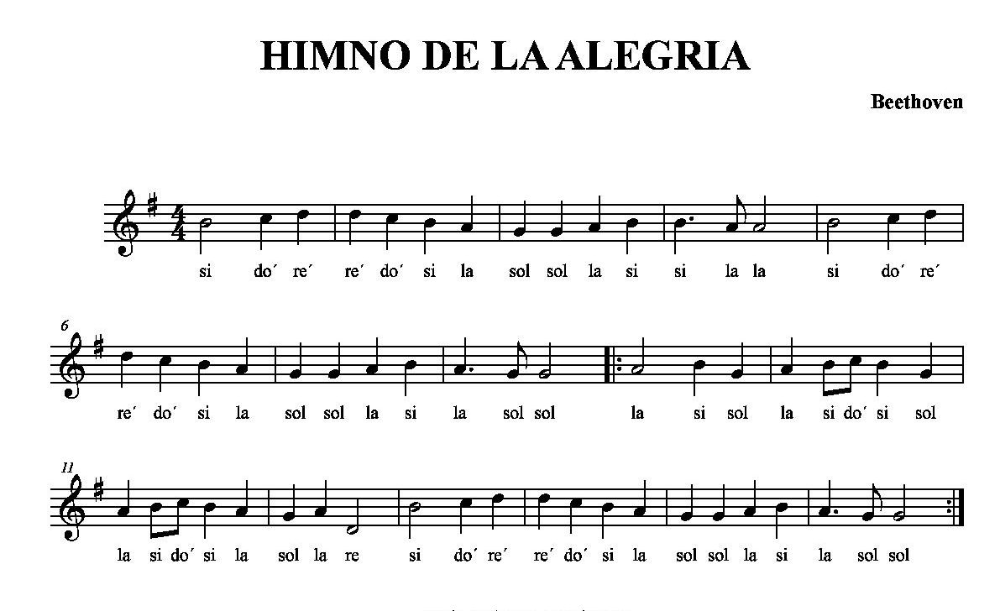 HIMNO DE LA ALEGRIA
Beethoven
4
4
si do´ re´ re´ do´ si la sol sol la si si la la si do´ re´
6
re´ do´ si la sol sol la si la sol sol la si sol la si do´ si sol
11
la si do´ si la sol la re si do´ re´ re´ do´ si la sol sol la si la sol sol